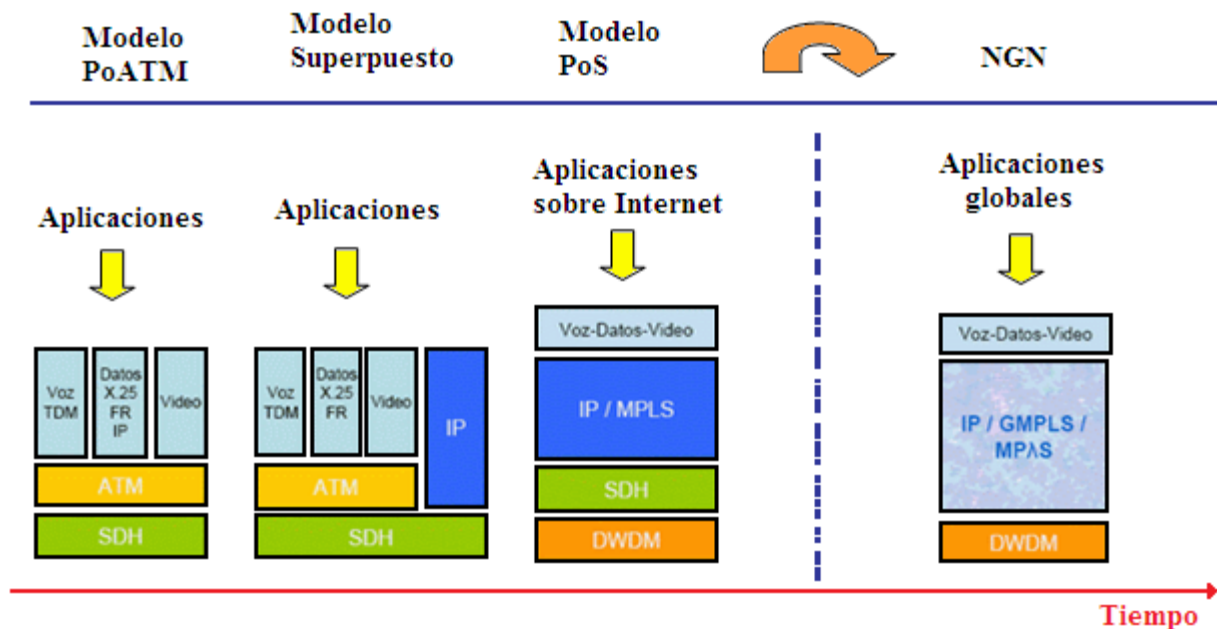 Modelo
PoATM
Modelo
Superpuesto
Modelo
PoS
NGN
Aplicaciones
Aplicaciones
Aplicaciones
sobre Internet
Aplicaciones
globales
Voz
TDM
Datos
X.25
FR
IP
Video
ATM
SDH
Voz
TDM
Datos
X.25
FR
Video
IP
ATM
SDH
Voz-Datos-Video
IP / MPLS
SDH
DWDM
Voz-Datos-Video
IP / GMPLS /
MPλS
DWDM
Tiempo